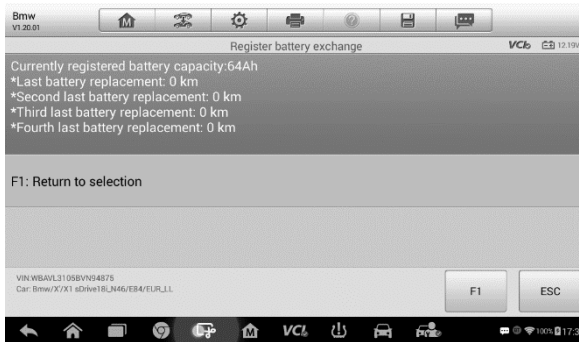 Bmw
V1.20.01
Register battery exchange
VCI
12.19V
Currently registered battery capacity:64Ah
*Last battery replacement: 0 km
*Second last battery replacement: 0 km
*Third last battery replacement: 0 km
*Fourth last battery replacement: 0 km
F1: Return to selection
VIN:WBAVL3105BVN94875
Car: Bmw/X'/X1 sDrive18i_N46/E84/EUR_LL
F1
ESC
VCI
100%